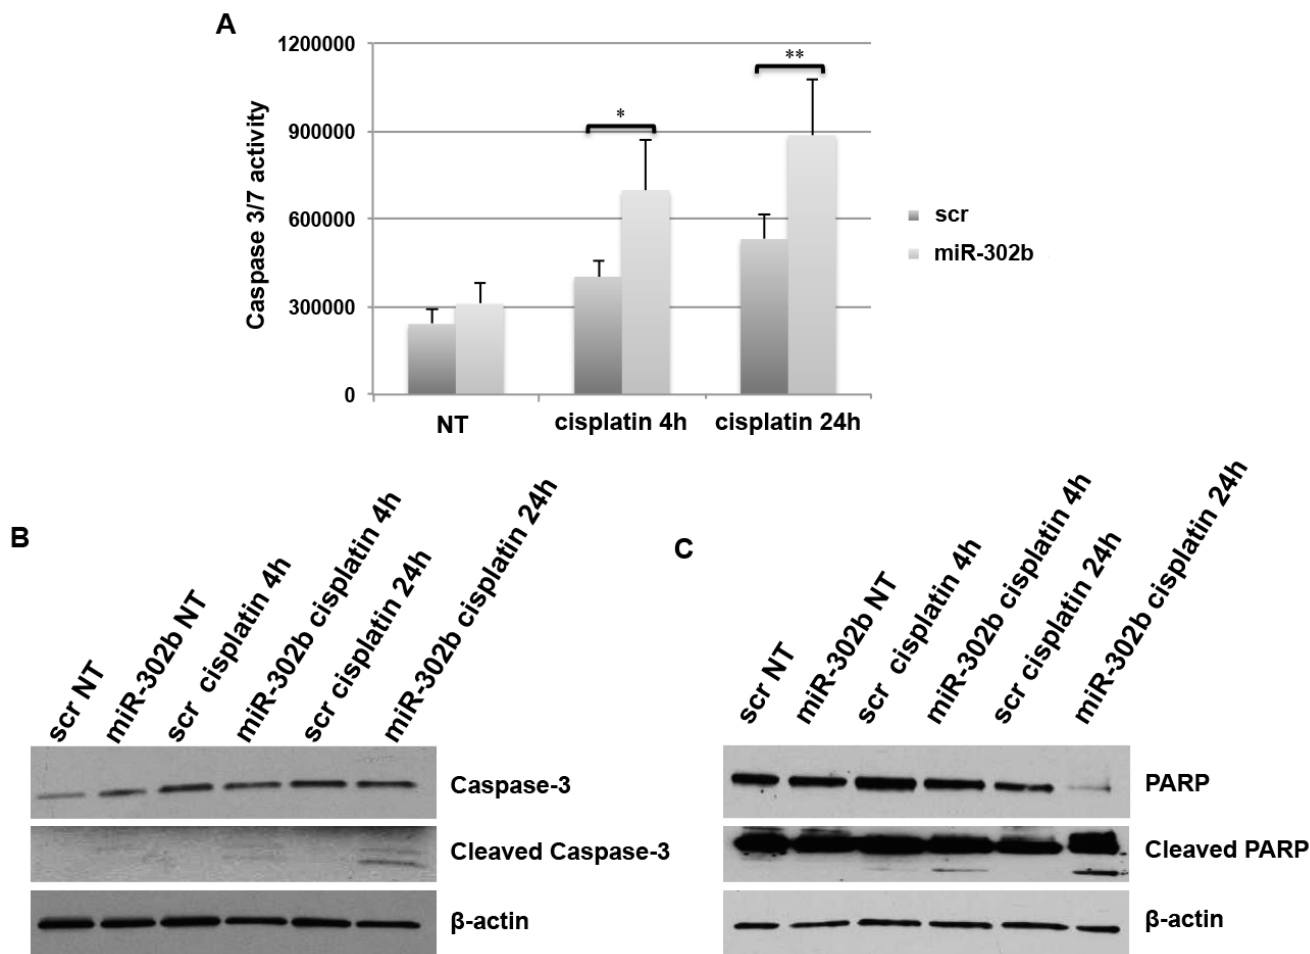 A
1200000
900000
600000
300000
0
Caspase 3/7 activity
*
**
scr
miR-302b
NT
cisplatin 4h
cisplatin 24h
B
scr NT
miR-302b NT
scr cisplatin 4h
miR-302b cisplatin 4h
scr cisplatin 24h
miR-302b cisplatin 24h
Caspase-3
Cleaved Caspase-3
β-actin
C
scr NT
miR-302b NT
scr cisplatin 4h
miR-302b cisplatin 4h
scr cisplatin 24h
miR-302b cisplatin 24h
PARP
Cleaved PARP
β-actin